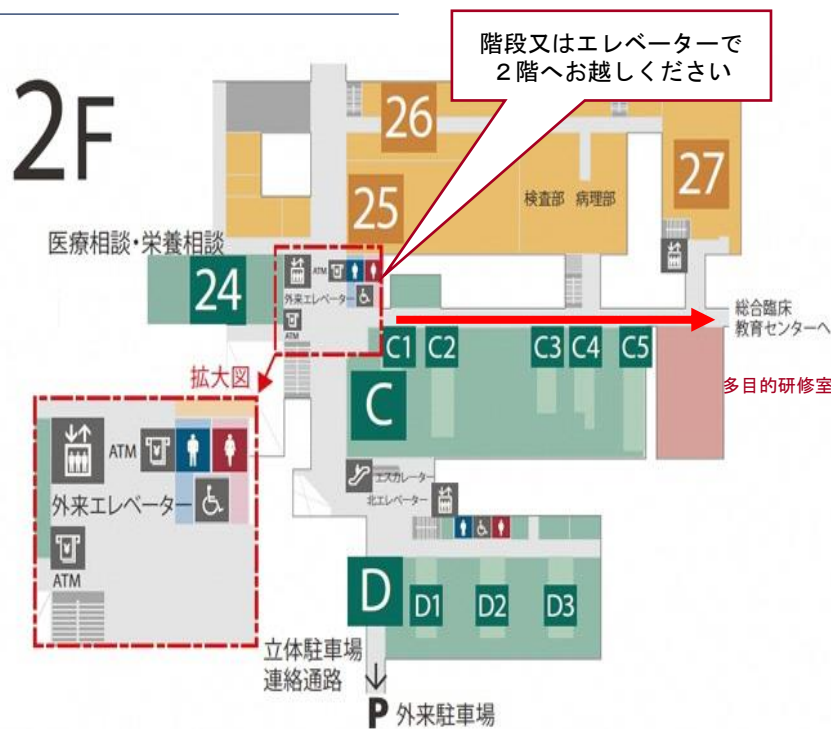 階段又はエレベーターで
２階へお越しください
2F
26
25
27
検査部 病理部
医療相談・栄養相談
24
ATM
外来エレベーター
ATM
総合臨床
教育センターへ
C1 C2 C3 C4 C5
拡大図
多目的研修室
C
ATM
外来エレベーター
ATM
エスカレーター
北エレベーター
D
D1 D2 D3
立体駐車場
連絡通路
P 外来駐車場